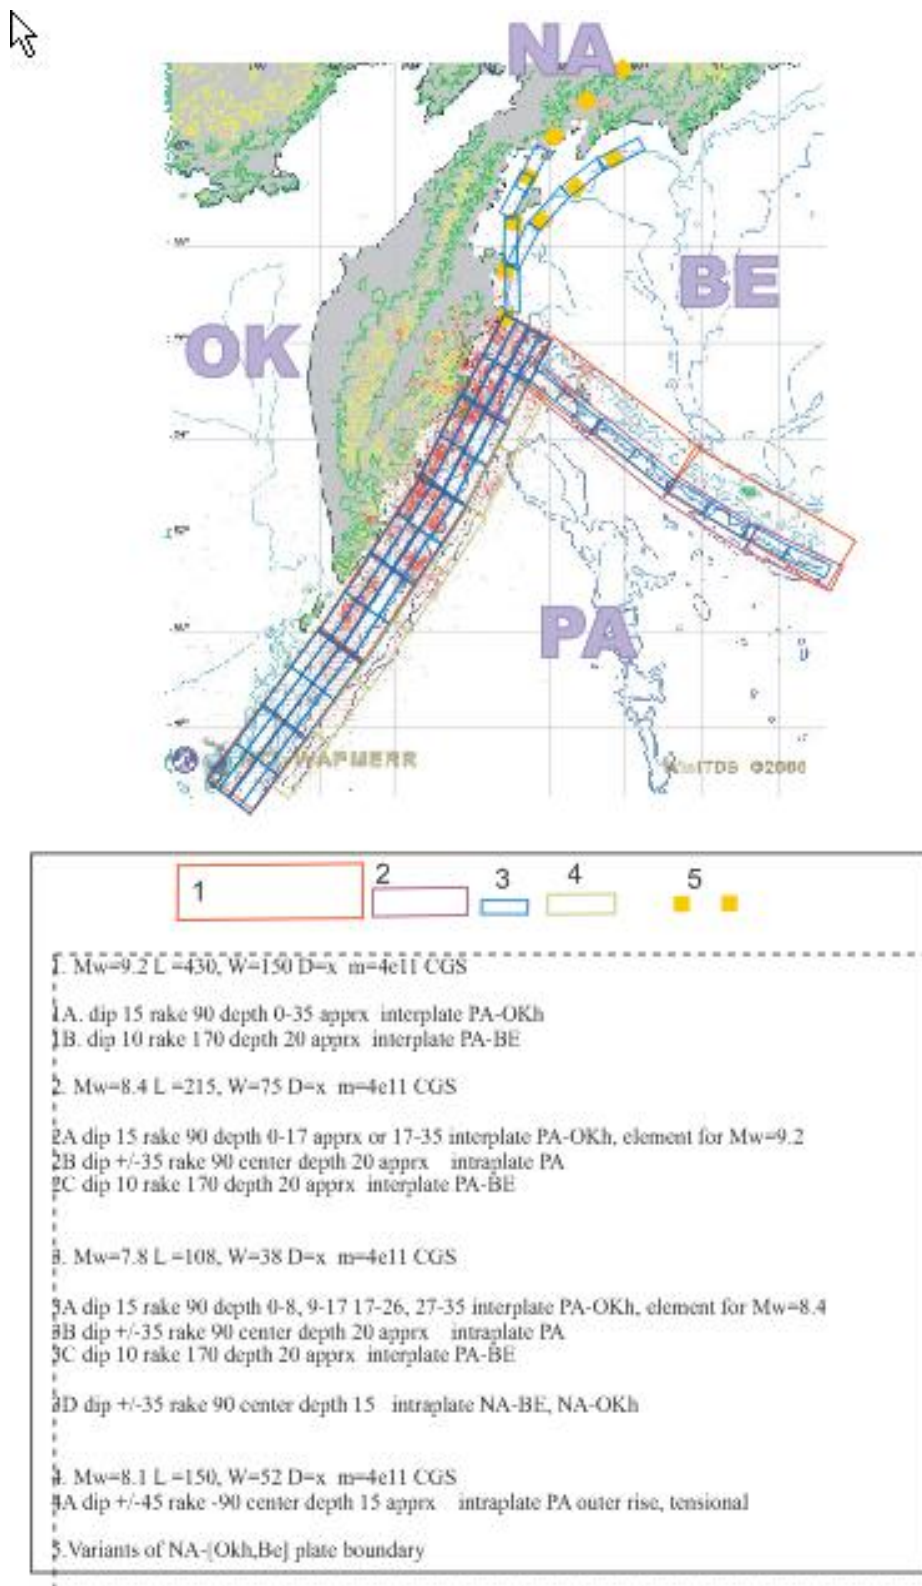 NA
BE
OK
PA
WAPMERR
©2000
1
2
3
4
5
1. Mw=9.2 L =430, W=150 D=x m=4e11 CGS
1A. dip 15 rake 90 depth 0-35 apprx interplate PA-OKh
1B. dip 10 rake 170 depth 20 apprx interplate PA-BE
2. Mw=8.4 L =215, W=75 D=x m=4e11 CGS
2A dip 15 rake 90 depth 0-17 apprx or 17-35 interplate PA-OKh, element for Mw=9.2
2B dip +/-35 rake 90 center depth 20 apprx intraplate PA
2C dip 10 rake 170 depth 20 apprx interplate PA-BE
3. Mw=7.8 L =108, W=38 D=x m=4e11 CGS
3A dip 15 rake 90 depth 0-8, 9-17 17-26, 27-35 interplate PA-OKh, element for Mw=8.4
3B dip +/-35 rake 90 center depth 20 apprx intraplate PA
3C dip 10 rake 170 depth 20 apprx interplate PA-BE
3D dip +/-35 rake 90 center depth 15 intraplate NA-BE, NA-OKh
4. Mw=8.1 L =150, W=52 D=x m=4e11 CGS
4A dip +/-45 rake -90 center depth 15 apprx intraplate PA outer rise, tensional
5.Variants of NA-[Okh,Be] plate boundary